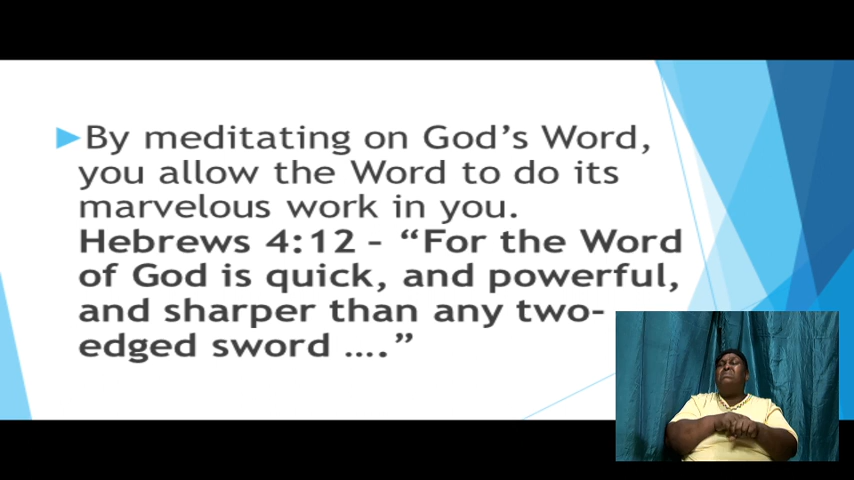 By meditating on God's Word,
you allow the Word to do its
marvelous work in you.
Hebrews 4:12 – “For the Word
of God is quick, and powerful,
and sharper than any two-
edged sword ....”